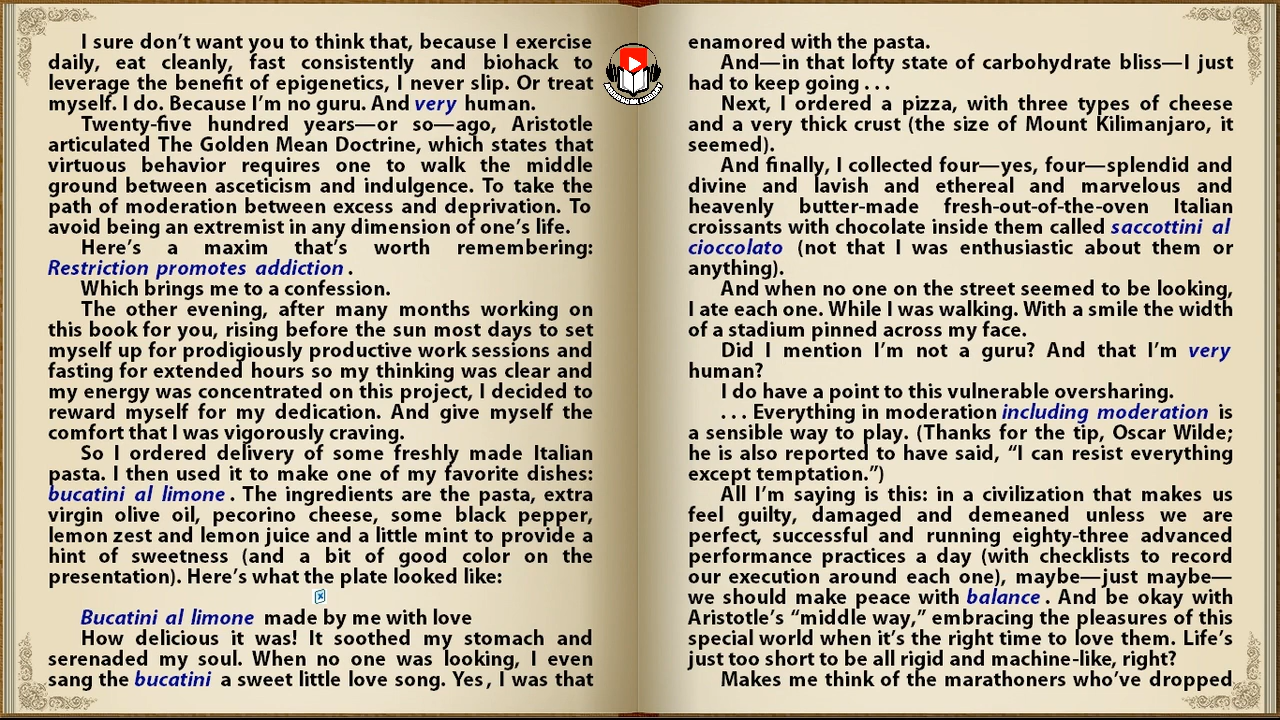 I sure don't want you to think that, because I exercise
daily, eat cleanly, fast consistently and biohack to
leverage the benefit of epigenetics, I never slip. Or treat
myself. I do. Because I'm no guru. And very human.
Twenty-five hundred years—or so—ago, Aristotle
articulated The Golden Mean Doctrine, which states that
virtuous behavior requires one to walk the middle
ground between asceticism and indulgence. To take the
path of moderation between excess and deprivation. To
avoid being an extremist in any dimension of one's life.
Here's a maxim that's worth remembering:
Restriction promotes addiction.
Which brings me to a confession.
The other evening, after many months working on
this book for you, rising before the sun most days to set
myself up for prodigiously productive work sessions and
fasting for extended hours so my thinking was clear and
my energy was concentrated on this project, I decided to
reward myself for my dedication. And give myself the
comfort that I was vigorously craving.
So I ordered delivery of some freshly made Italian
pasta. I then used it to make one of my favorite dishes:
bucatini al limone. The ingredients are the pasta, extra
virgin olive oil, pecorino cheese, some black pepper,
lemon zest and lemon juice and a little mint to provide a
hint of sweetness (and a bit of good color on the
presentation). Here's what the plate looked like:
Bucatini al limone made by me with love
How delicious it was! It soothed my stomach and
serenaded my soul. When no one was looking, I even
sang the bucatini a sweet little love song. Yes, I was that
enamored with the pasta.
And—in that lofty state of carbohydrate bliss—I just
had to keep going . . .
Next, I ordered a pizza, with three types of cheese
and a very thick crust (the size of Mount Kilimanjaro, it
seemed).
And finally, I collected four—yes, four—splendid and
divine and lavish and ethereal and marvelous and
heavenly butter-made fresh-out-of-the-oven Italian
croissants with chocolate inside them called saccottini al
cioccolato (not that I was enthusiastic about them or
anything).
And when no one on the street seemed to be looking,
I ate each one. While I was walking. With a smile the width
of a stadium pinned across my face.
Did I mention I'm not a guru? And that I'm very
human?
I do have a point to this vulnerable oversharing.
. . . Everything in moderation including moderation is
a sensible way to play. (Thanks for the tip, Oscar Wilde;
he is also reported to have said, "I can resist everything
except temptation.")
All I'm saying is this: in a civilization that makes us
feel guilty, damaged and demeaned unless we are
perfect, successful and running eighty-three advanced
performance practices a day (with checklists to record
our execution around each one), maybe—just maybe—
we should make peace with balance. And be okay with
Aristotle's "middle way," embracing the pleasures of this
special world when it's the right time to love them. Life's
just too short to be all rigid and machine-like, right?
Makes me think of the marathoners who've dropped